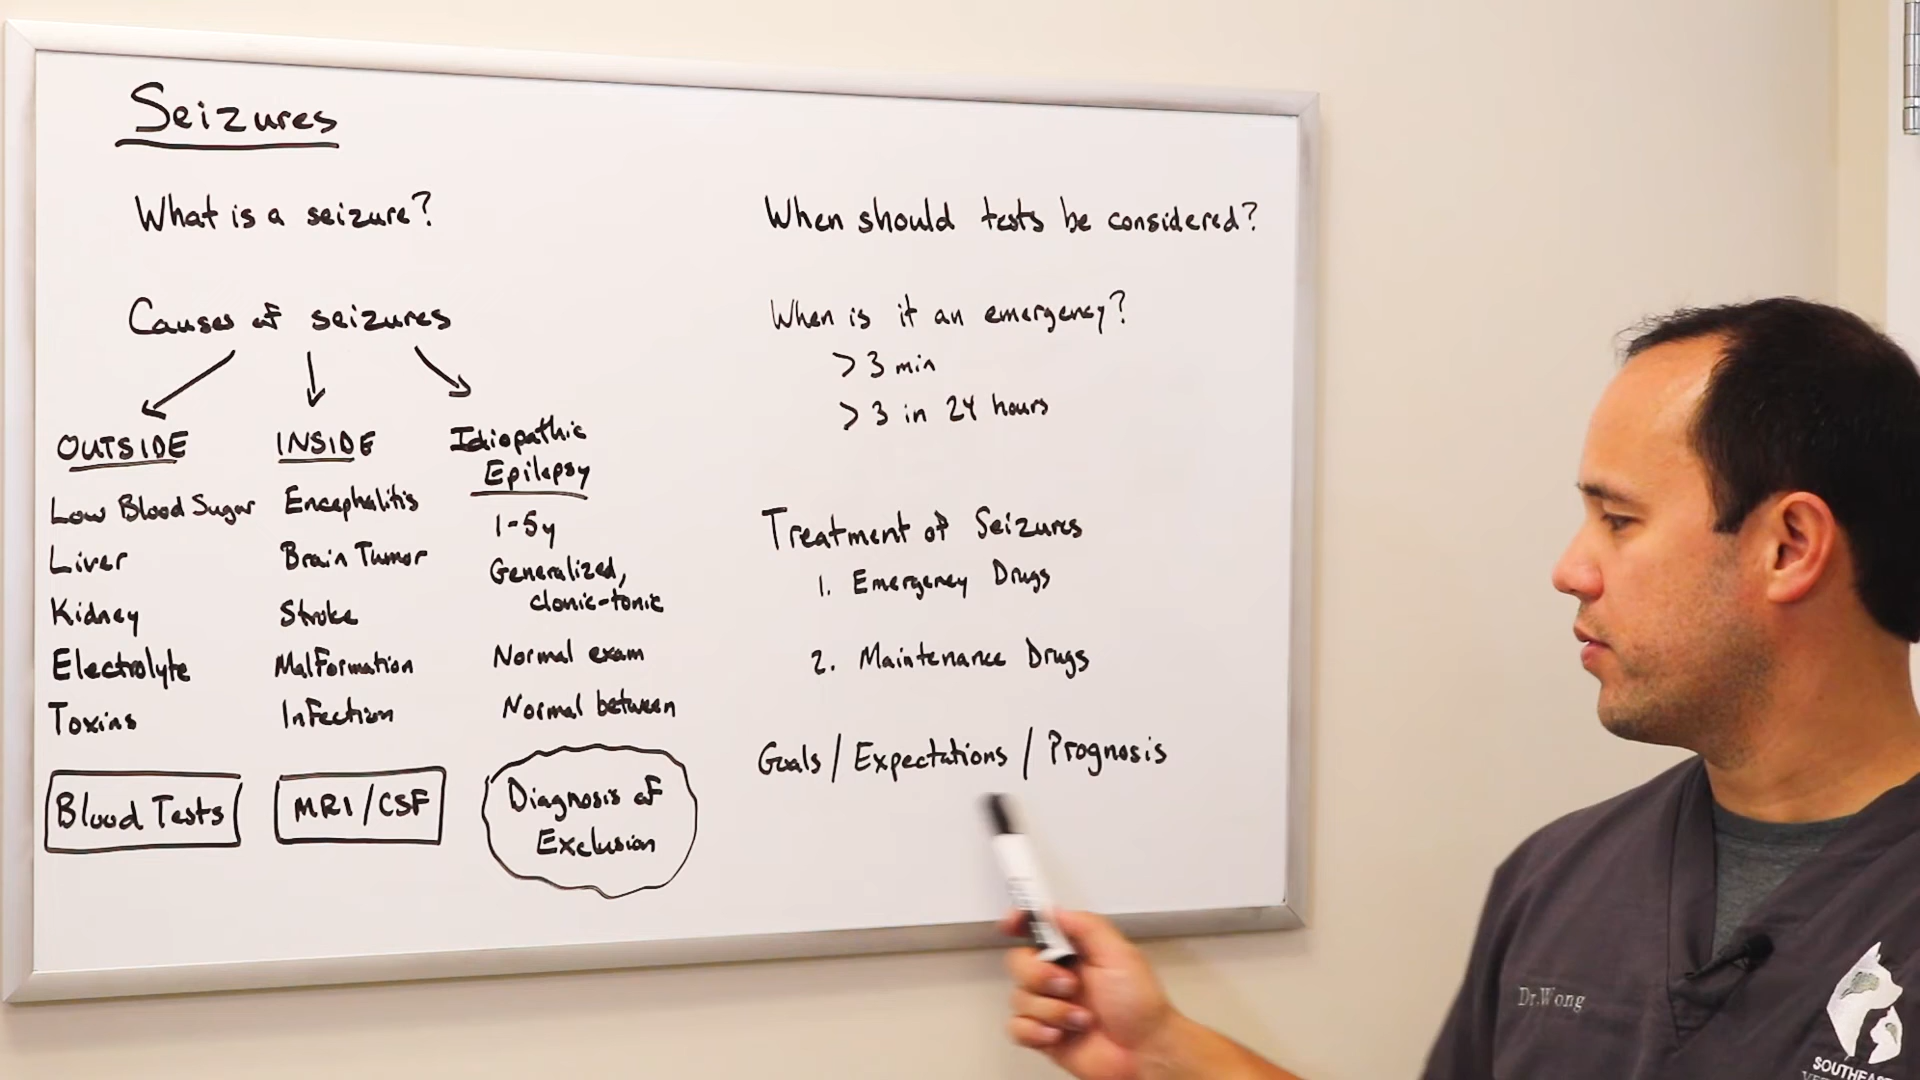 Seizures
What is a seizure?
Causes of seizures
OUTSIDE
Low Blood Sugar
Liver
Kidney
Electrolyte
Toxins
Blood Tests
INSIDE
Encephalitis
Brain Tumor
Stroke
Malformation
Infection
MRI/CSF
Idiopathic
Epilepsy
1-5y
Generalized,
clonic-tonic
Normal exam
Normal between
Diagnosis of
Exclusion
When should tests be considered?
When is it an emergency?
> 3 min
> 3 in 24 hours
Treatment of Seizures
1. Emergency Drugs
2. Maintenance Drugs
Goals / Expectations / Prognosis
Dr.Wong